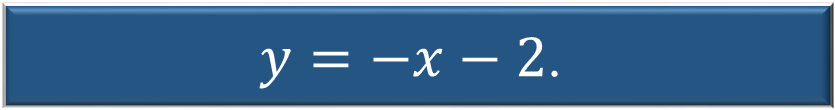 y = −x − 2.